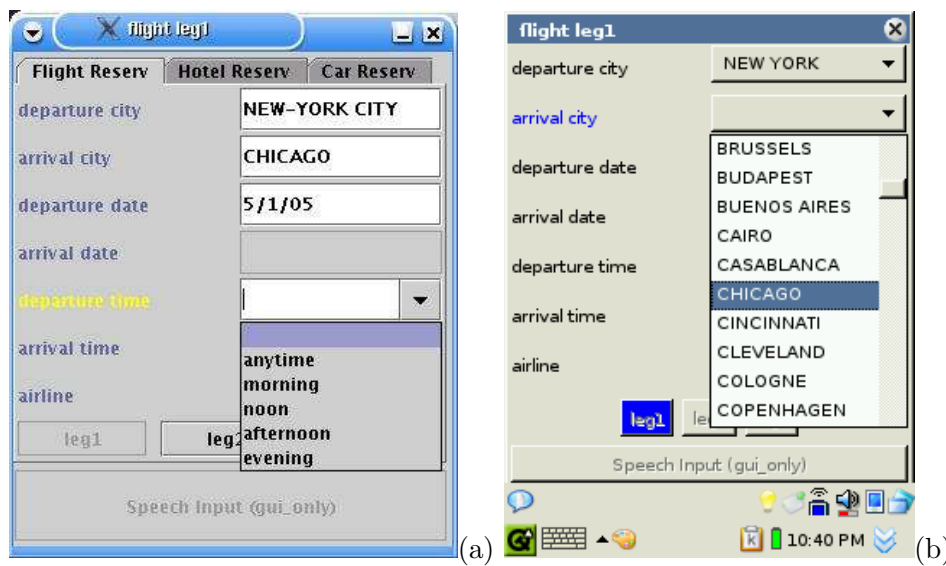 flight leg1
Flight Reserv Hotel Reserv Car Reserv
departure city NEW-YORK CITY
arrival city CHICAGO
departure date 5/1/05
arrival date
departure time
anytime
arrival time
morning
noon
airline
afternoon
evening
leg1 leg
Speech Input (gui_only)
(a)
flight leg1
departure city NEW YORK
arrival city
BRUSSELS
departure date
BUDAPEST
BUENOS AIRES
arrival date
CAIRO
departure time CASABLANCA
CHICAGO
arrival time
CINCINNATI
CLEVELAND
airline
COLOGNE
COPENHAGEN
leg1 le
Speech Input (gui_only)
10:40 PM
(b)